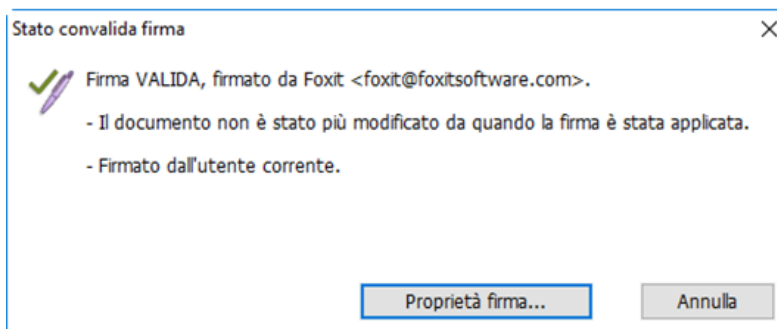 Stato convalida firma
Firma VALIDA, firmato da Foxit <foxit@foxitsoftware.com>.
- Il documento non è stato più modificato da quando la firma è stata applicata.
- Firmato dall'utente corrente.
Proprietà firma... Annulla